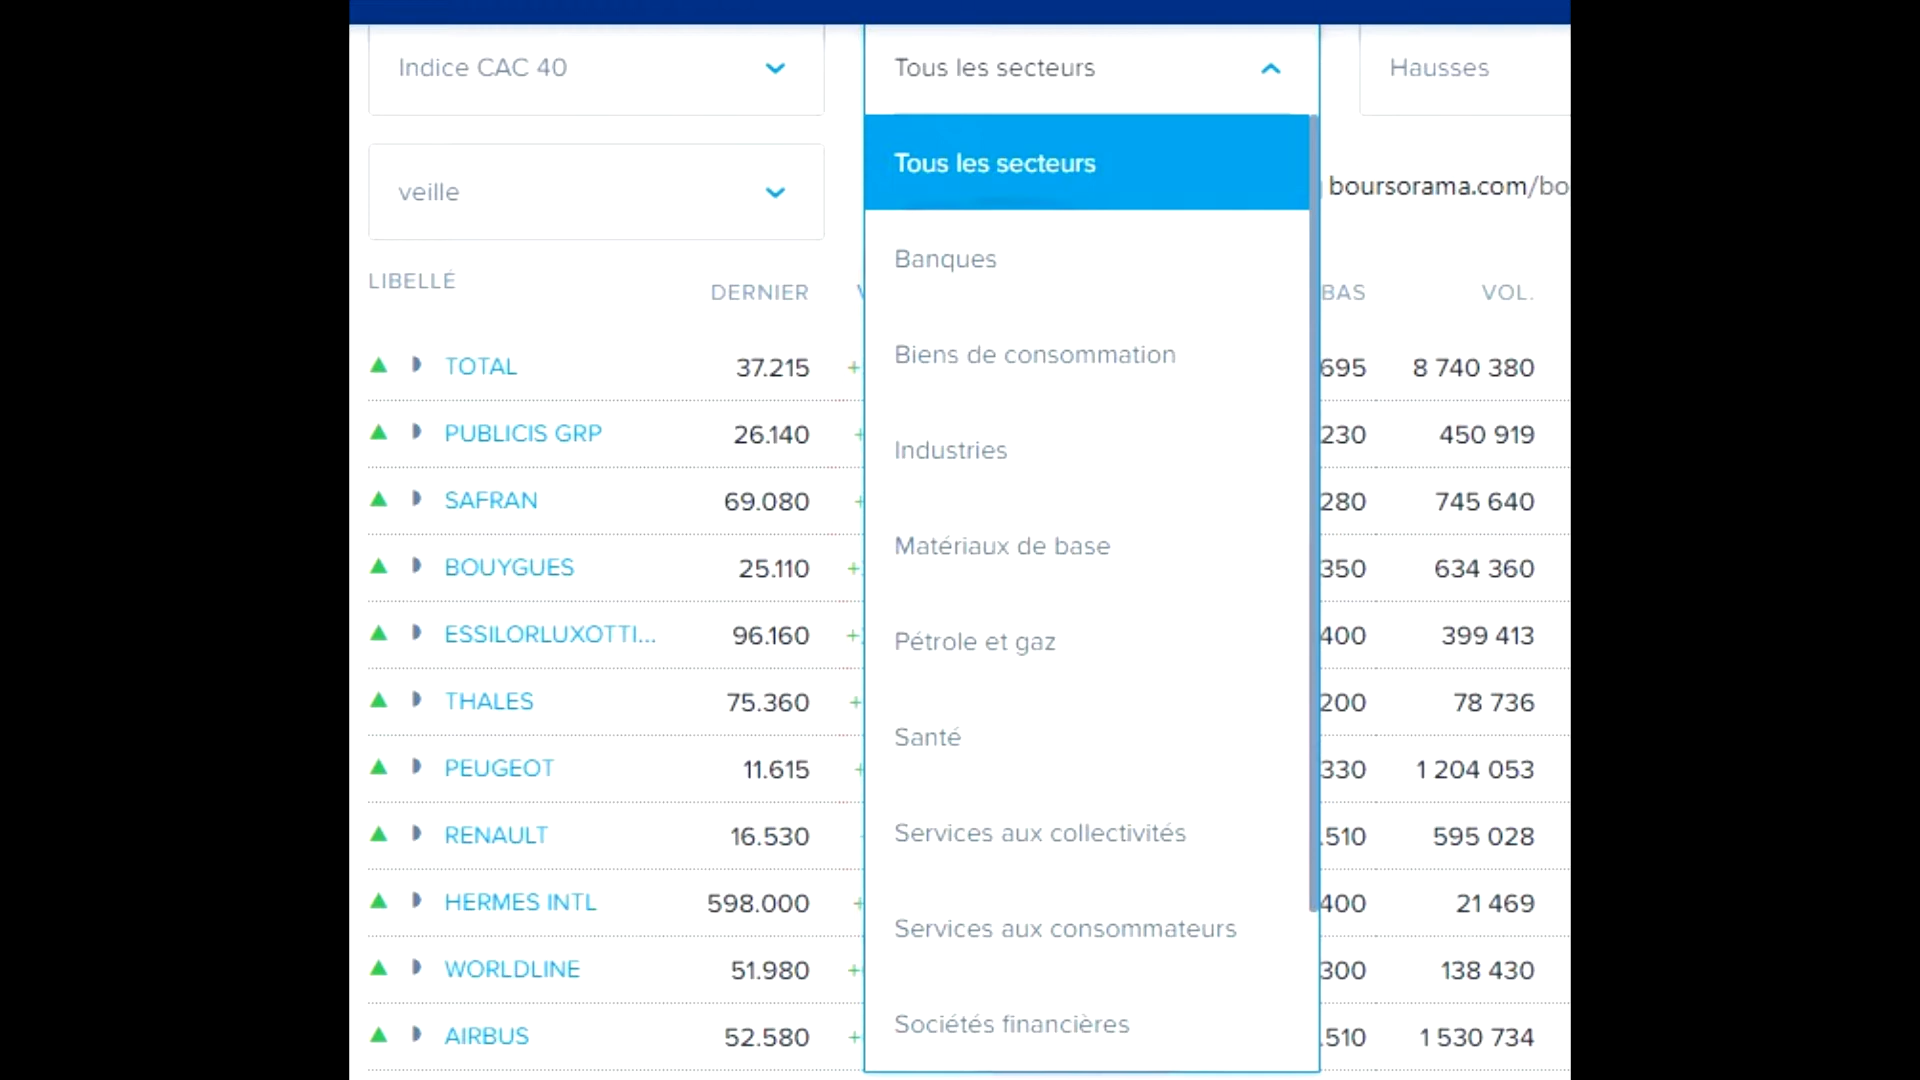 Indice CAC 40
Tous les secteurs
Hausses
Tous les secteurs
veille
boursorama.com/bo
Banques
LIBELLÉ
DERNIER
BAS
VOL.
Biens de consommation
TOTAL 37.215 + 695 8 740 380
PUBLICIS GRP 26.140 + 230 450 919
Industries
SAFRAN 69.080 + 280 745 640
Matériaux de base
BOUYGUES 25.110 + 350 634 360
ESSILORLUXOTTI... 96.160 + 400 399 413
Pétrole et gaz
THALES 75.360 + 200 78 736
Santé
PEUGEOT 11.615 + 330 1 204 053
RENAULT 16.530 .510 595 028
Services aux collectivités
HERMES INTL 598.000 + 400 21 469
Services aux consommateurs
WORLDLINE 51.980 + 300 138 430
Sociétés financières
AIRBUS 52.580 + .510 1 530 734